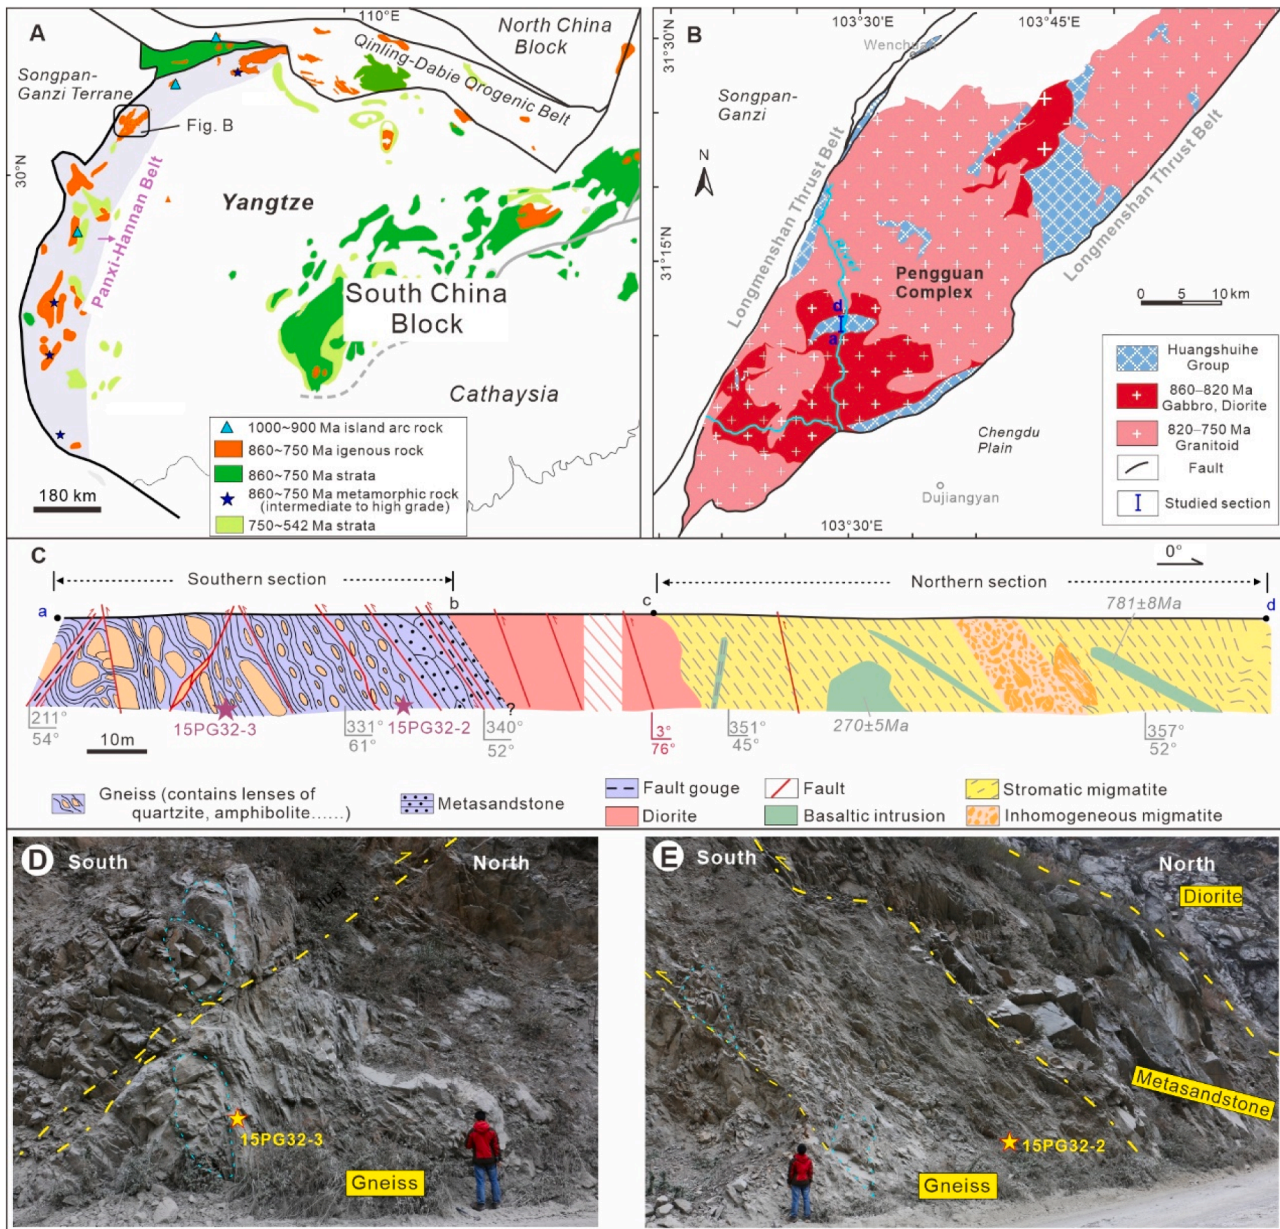 A
110°E
North China
Block
Qinling-Dabie Orogenic Belt
Songpan-
Ganzi Terrane
Fig. B
30°N
Yangtze
Panxi-Hannan Belt
South China
Block
Cathaysia
1000~900 Ma island arc rock
860~750 Ma igenous rock
860~750 Ma strata
860~750 Ma metamorphic rock
(intermediate to high grade)
750~542 Ma strata
180 km
B
103°30'E
103°45'E
31°30'N
Wenchuan
Songpan-
Ganzi
N
Longmenshan Thrust Belt
Longmenshan Thrust Belt
31°15'N
Pengguan
Complex
0 5 10 km
d
a
Huangshuihe
Group
860–820 Ma
Gabbro, Diorite
820–750 Ma
Granitoid
Fault
Studied section
Chengdu
Plain
Dujiangyan
103°30'E
C
0°
Southern section
Northern section
a
b
c
d
781±8Ma
211°
54°
15PG32-3
331°
61°
15PG32-2
340°
52°
?
3°
76°
351°
45°
270±5Ma
357°
52°
10m
Gneiss (contains lenses of
quartzite, amphibolite......)
Metasandstone
Fault gouge
Diorite
Fault
Basaltic intrusion
Stromatic migmatite
Inhomogeneous migmatite
D
South
North
15PG32-3
Gneiss
E
South
North
Diorite
Metasandstone
15PG32-2
Gneiss